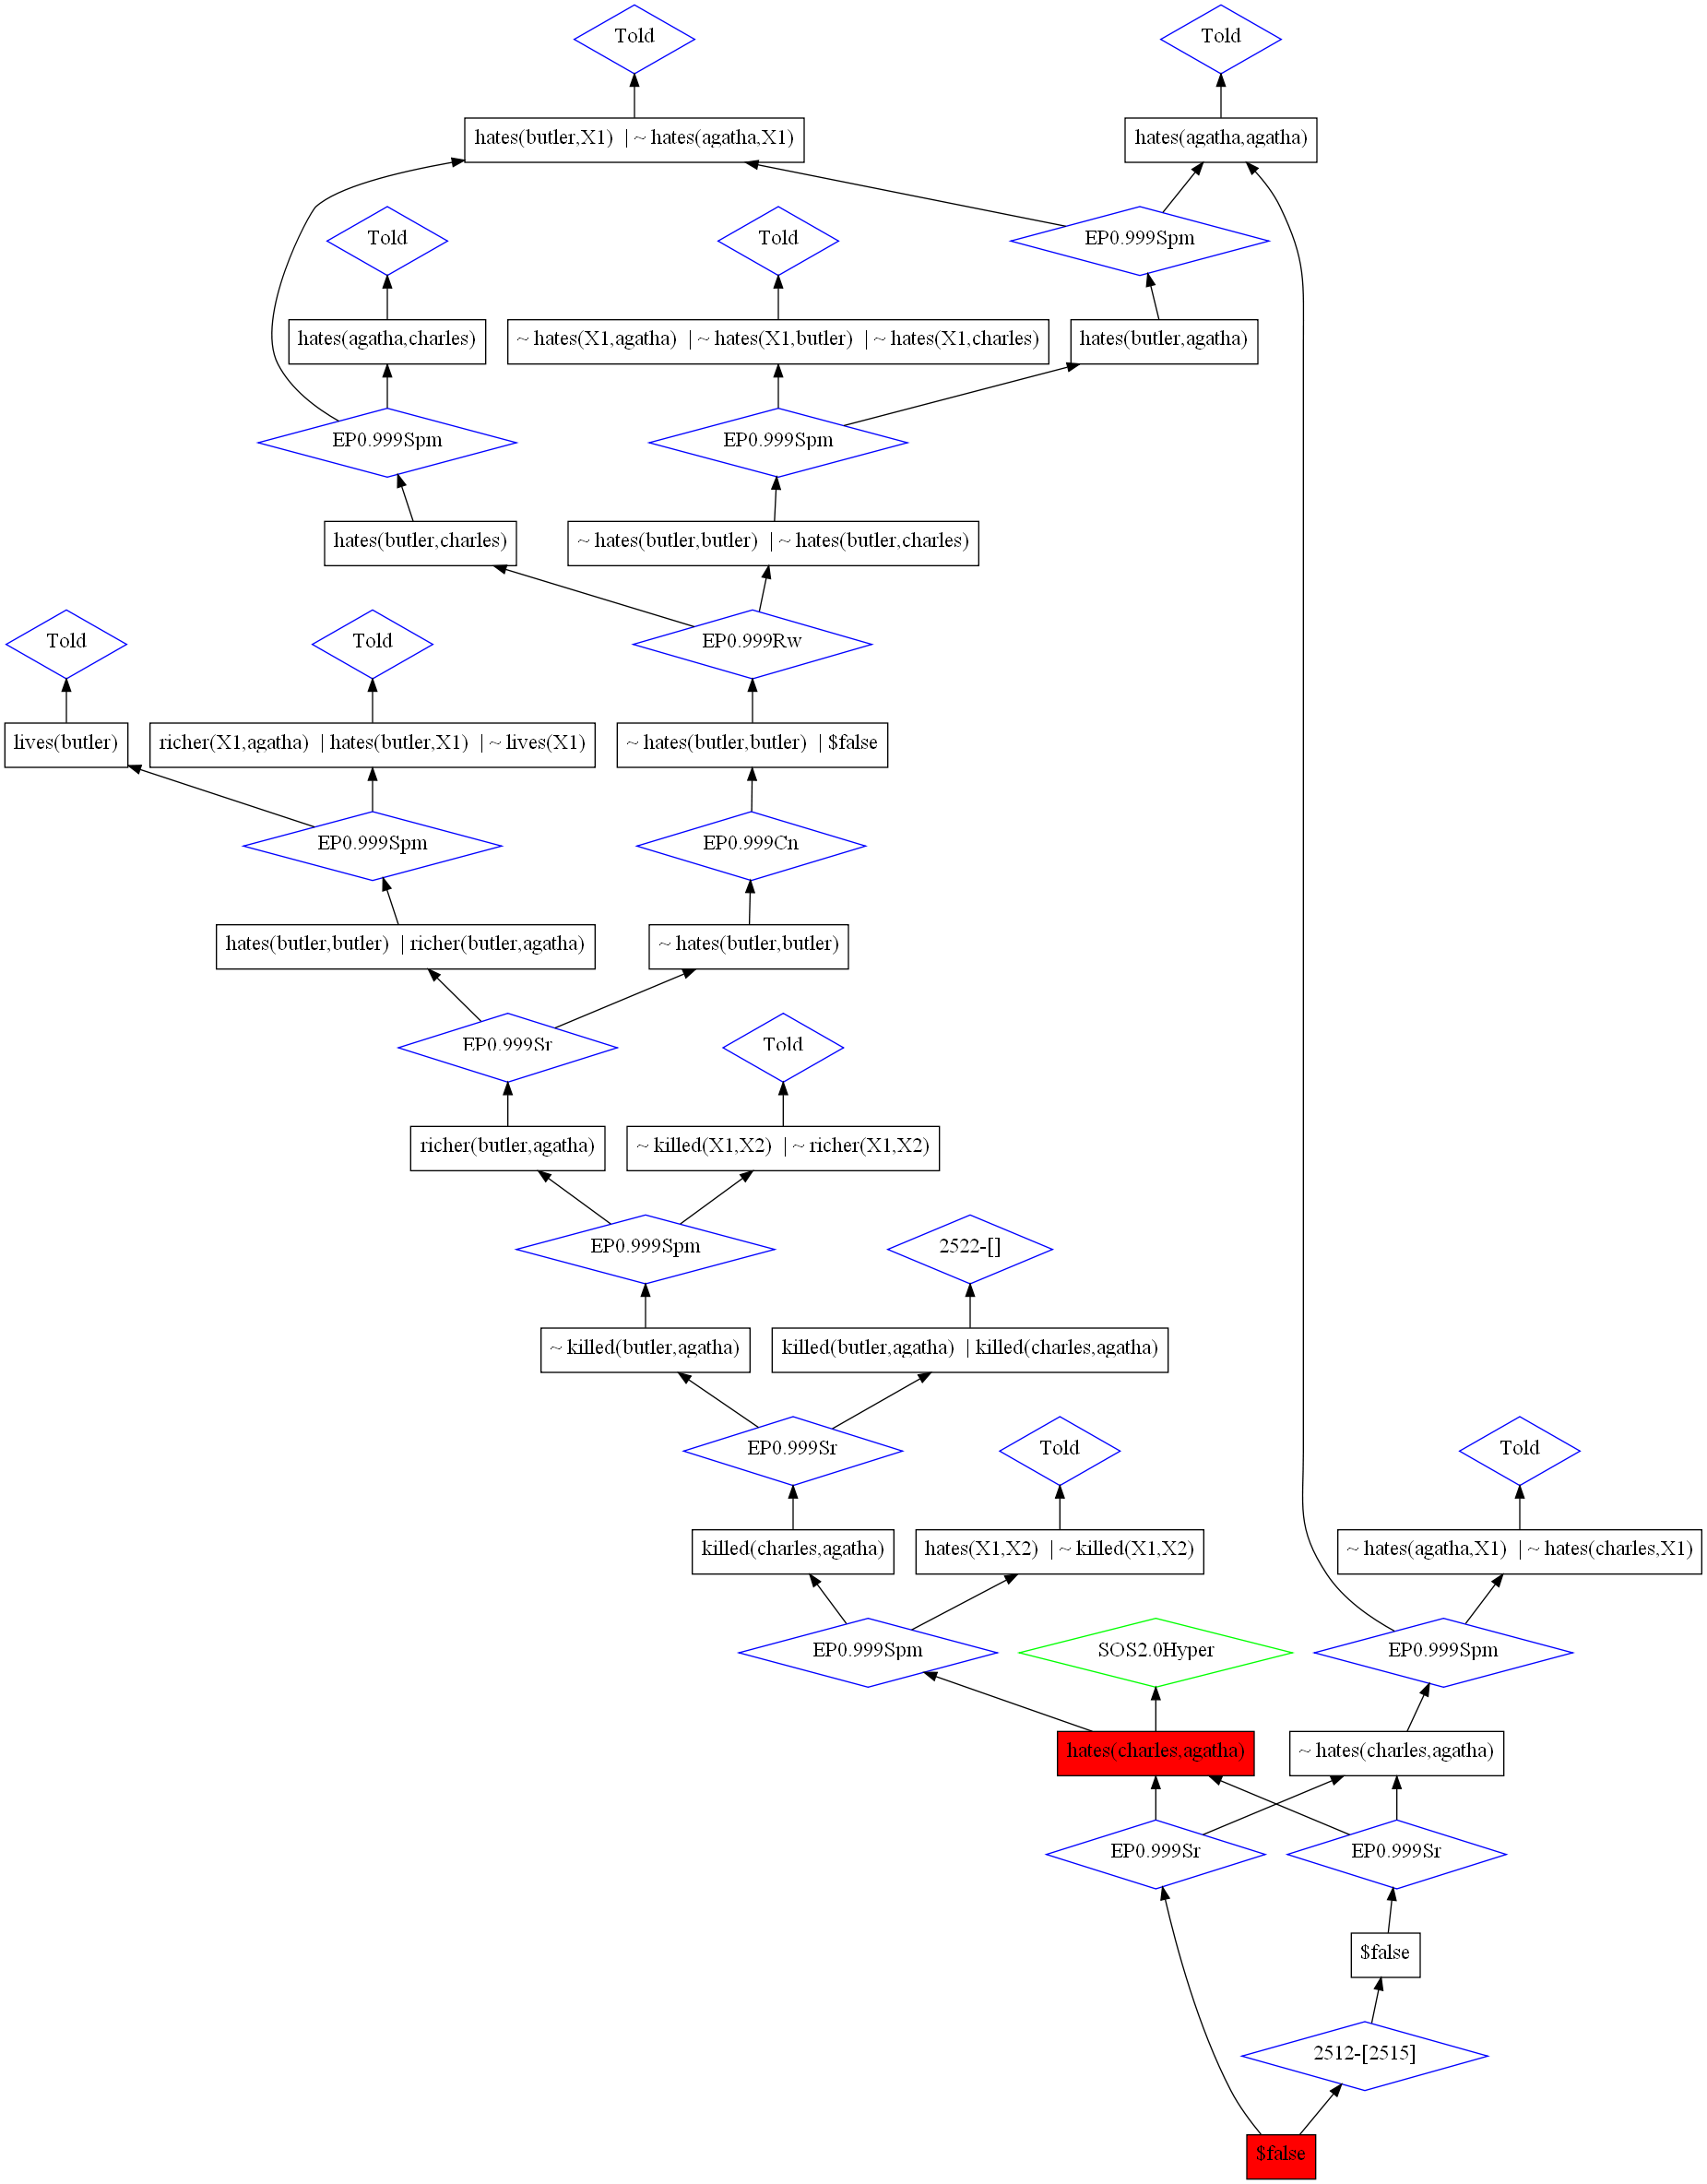 Told
Told
hates(butler,X1) | ~ hates(agatha,X1)
hates(agatha,agatha)
Told
Told
EP0.999Spm
hates(agatha,charles)
~ hates(X1,agatha) | ~ hates(X1,butler) | ~ hates(X1,charles)
hates(butler,agatha)
EP0.999Spm
EP0.999Spm
hates(butler,charles)
~ hates(butler,butler) | ~ hates(butler,charles)
Told
Told
EP0.999Rw
lives(butler)
richer(X1,agatha) | hates(butler,X1) | ~ lives(X1)
~ hates(butler,butler) | $false
EP0.999Spm
EP0.999Cn
hates(butler,butler) | richer(butler,agatha)
~ hates(butler,butler)
EP0.999Sr
Told
richer(butler,agatha)
~ killed(X1,X2) | ~ richer(X1,X2)
EP0.999Spm
2522-[]
~ killed(butler,agatha)
killed(butler,agatha) | killed(charles,agatha)
EP0.999Sr
Told
Told
killed(charles,agatha)
hates(X1,X2) | ~ killed(X1,X2)
~ hates(agatha,X1) | ~ hates(charles,X1)
EP0.999Spm
SOS2.0Hyper
EP0.999Spm
hates(charles,agatha)
~ hates(charles,agatha)
EP0.999Sr
EP0.999Sr
$false
2512-[2515]
$false